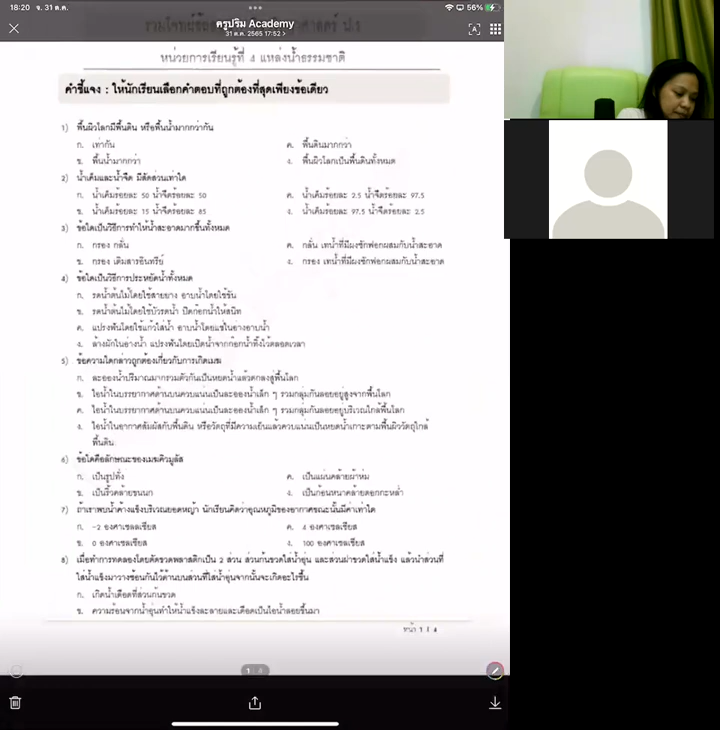 18:20 จ. 31 ต.ค.
56%
ครูปริม Academy
31 ต.ค. 2565 17:52
หน่วยการเรียนรู้ที่ 4 แหล่งน้ำธรรมชาติ
คำชี้แจง : ให้นักเรียนเลือกคำตอบที่ถูกต้องที่สุดเพียงข้อเดียว
1) พื้นผิวโลกมีพื้นดิน หรือพื้นน้ำมากกว่ากัน
ก. เท่ากัน ค. พื้นดินมากกว่า
ข. พื้นน้ำมากกว่า ง. พื้นผิวโลกเป็นพื้นดินทั้งหมด
2) น้ำเค็มและน้ำจืด มีสัดส่วนเท่าใด
ก. น้ำเค็มร้อยละ 50 น้ำจืดร้อยละ 50 ค. น้ำเค็มร้อยละ 2.5 น้ำจืดร้อยละ 97.5
ข. น้ำเค็มร้อยละ 15 น้ำจืดร้อยละ 85 ง. น้ำเค็มร้อยละ 97.5 น้ำจืดร้อยละ 2.5
3) ข้อใดเป็นวิธีการทำให้น้ำสะอาดมากขึ้นทั้งหมด
ก. กรอง กลั่น ค. กลั่น เทน้ำที่มีผงซักฟอกผสมกับน้ำสะอาด
ข. กรอง เติมสารอินทรีย์ ง. กรอง เทน้ำที่มีผงซักฟอกผสมกับน้ำสะอาด
4) ข้อใดเป็นวิธีการประหยัดน้ำทั้งหมด
ก. รดน้ำต้นไม้โดยใช้สายยาง อาบน้ำโดยใช้ขัน
ข. รดน้ำต้นไม้โดยใช้บัวรดน้ำ ปิดก๊อกน้ำให้สนิท
ค. แปรงฟันโดยใช้แก้วใส่น้ำ อาบน้ำโดยแช่ในอ่างอาบน้ำ
ง. ล้างผักในอ่างน้ำ แปรงฟันโดยเปิดน้ำจากก๊อกน้ำทิ้งไว้ตลอดเวลา
5) ข้อความใดกล่าวถูกต้องเกี่ยวกับการเกิดเมฆ
ก. ละอองน้ำปริมาณมากรวมตัวกันเป็นหยดน้ำแล้วตกลงสู่พื้นโลก
ข. ไอน้ำในบรรยากาศด้านบนควบแน่นเป็นละอองน้ำเล็ก ๆ รวมกลุ่มกันลอยอยู่สูงจากพื้นโลก
ค. ไอน้ำในบรรยากาศด้านบนควบแน่นเป็นละอองน้ำเล็ก ๆ รวมกลุ่มกันลอยอยู่บริเวณใกล้พื้นโลก
ง. ไอน้ำในอากาศสัมผัสกับพื้นดิน หรือวัตถุที่มีความเย็นแล้วควบแน่นเป็นหยดน้ำเกาะตามพื้นผิววัตถุใกล้
พื้นดิน
6) ข้อใดคือลักษณะของเมฆคิวมูลัส
ก. เป็นรูปทั่ง ค. เป็นแผ่นคล้ายผ้าห่ม
ข. เป็นริ้วคล้ายขนนก ง. เป็นก้อนหนาคล้ายดอกกะหล่ำ
7) ถ้าเราพบน้ำค้างแข็งบริเวณยอดหญ้า นักเรียนคิดว่าอุณหภูมิของอากาศขณะนั้นมีค่าเท่าใด
ก. -2 องศาเซลเซียส ค. 4 องศาเซลเซียส
ข. 0 องศาเซลเซียส ง. 100 องศาเซลเซียส
8) เมื่อทำการทดลองโดยตัดขวดพลาสติกเป็น 2 ส่วน ส่วนก้นขวดใส่น้ำอุ่น และส่วนฝาขวดใส่น้ำแข็ง แล้วนำส่วนที่
ใส่น้ำแข็งมาวางซ้อนกันไว้ด้านบนส่วนที่ใส่น้ำอุ่นจากนั้นจะเกิดอะไรขึ้น
ก. เกิดน้ำเดือดที่ส่วนก้นขวด
ข. ความร้อนจากน้ำอุ่นทำให้น้ำแข็งละลายและเดือดเป็นไอน้ำลอยขึ้นมา
หน้า 1 | 4